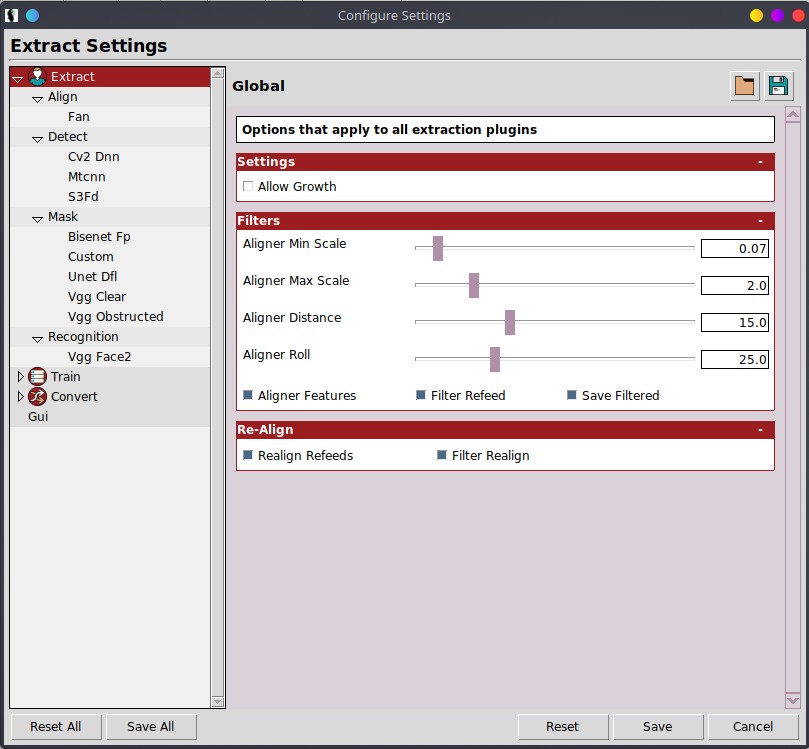 Configure Settings
Extract Settings
Extract
Align
Fan
Detect
Cv2 Dnn
Mtcnn
S3Fd
Mask
Bisenet Fp
Custom
Unet Dfl
Vgg Clear
Vgg Obstructed
Recognition
Vgg Face2
Train
Convert
Gui
Global
Options that apply to all extraction plugins
Settings -
Allow Growth
Filters -
Aligner Min Scale 0.07
Aligner Max Scale 2.0
Aligner Distance 15.0
Aligner Roll 25.0
Aligner Features Filter Refeed Save Filtered
Re-Align -
Realign Refeeds Filter Realign
Reset All Save All Reset Save Cancel